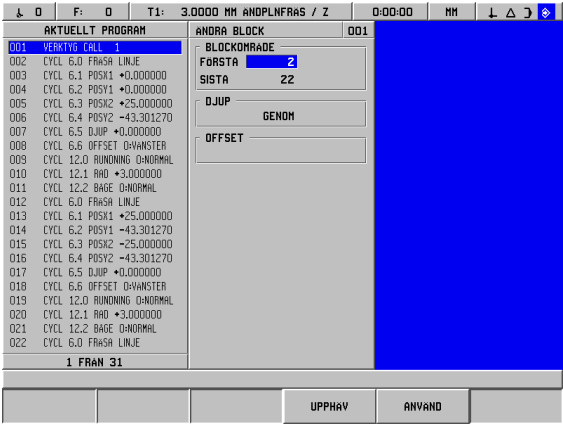 0 F: 0 T1: 3.0000 MM ANDPLNFRAS / Z 0:00:00 MM
AKTUELLT PROGRAM
001 VERKTYG CALL 1
002 CYCL 6.0 FRASA LINJE
003 CYCL 6.1 POSX1 +0.000000
004 CYCL 6.2 POSY1 +0.000000
005 CYCL 6.3 POSX2 +25.000000
006 CYCL 6.4 POSY2 -43.301270
007 CYCL 6.5 DJUP +0.000000
008 CYCL 6.6 OFFSET 0:VANSTER
009 CYCL 12.0 RUNDNING 0:NORMAL
010 CYCL 12.1 RAD +3.000000
011 CYCL 12.2 BAGE 0:NORMAL
012 CYCL 6.0 FRASA LINJE
013 CYCL 6.1 POSX1 +25.000000
014 CYCL 6.2 POSY1 -43.301270
015 CYCL 6.3 POSX2 -25.000000
016 CYCL 6.4 POSY2 -43.301270
017 CYCL 6.5 DJUP +0.000000
018 CYCL 6.6 OFFSET 0:VANSTER
019 CYCL 12.0 RUNDNING 0:NORMAL
020 CYCL 12.1 RAD +3.000000
021 CYCL 12.2 BAGE 0:NORMAL
022 CYCL 6.0 FRASA LINJE
1 FRAN 31
ANDRA BLOCK 001
BLOCKOMRADE
FORSTA 2
SISTA 22
DJUP
GENOM
OFFSET
UPPHAV ANVAND